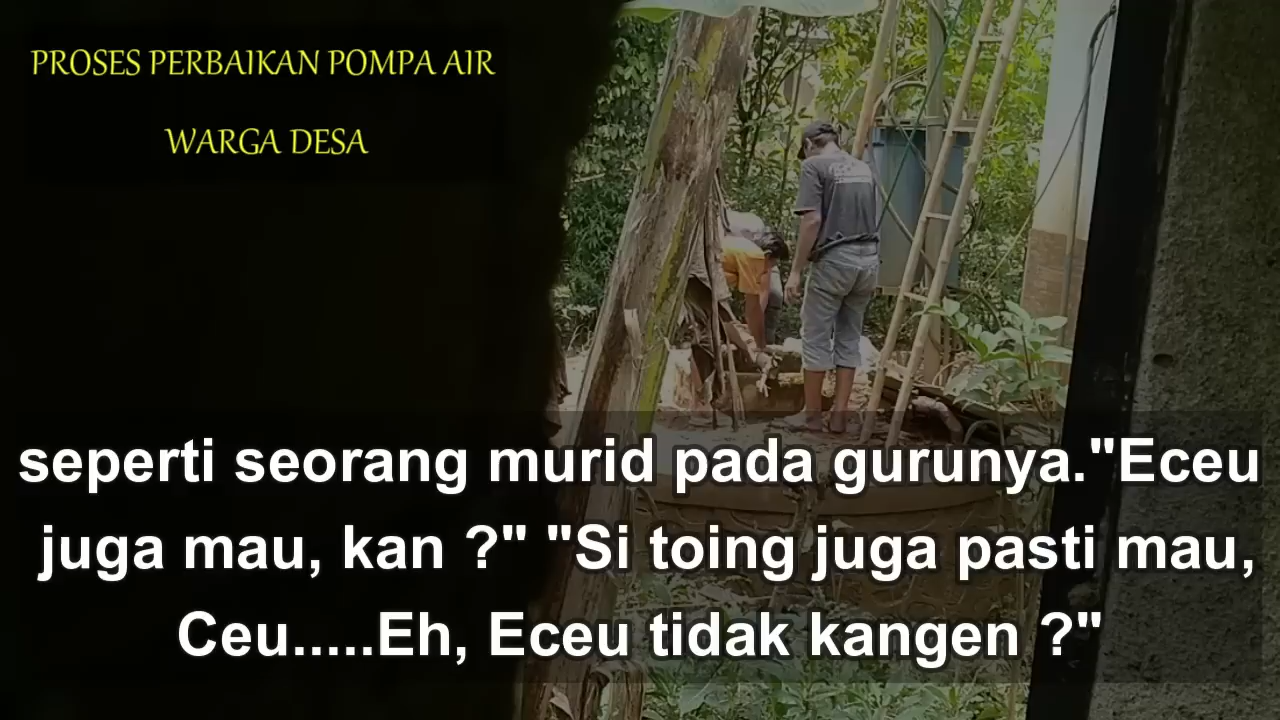 PROSES PERBAIKAN POMPA AIR
WARGA DESA
seperti seorang murid pada gurunya."Eceu
juga mau, kan ?" "Si toing juga pasti mau,
Ceu.....Eh, Eceu tidak kangen ?"